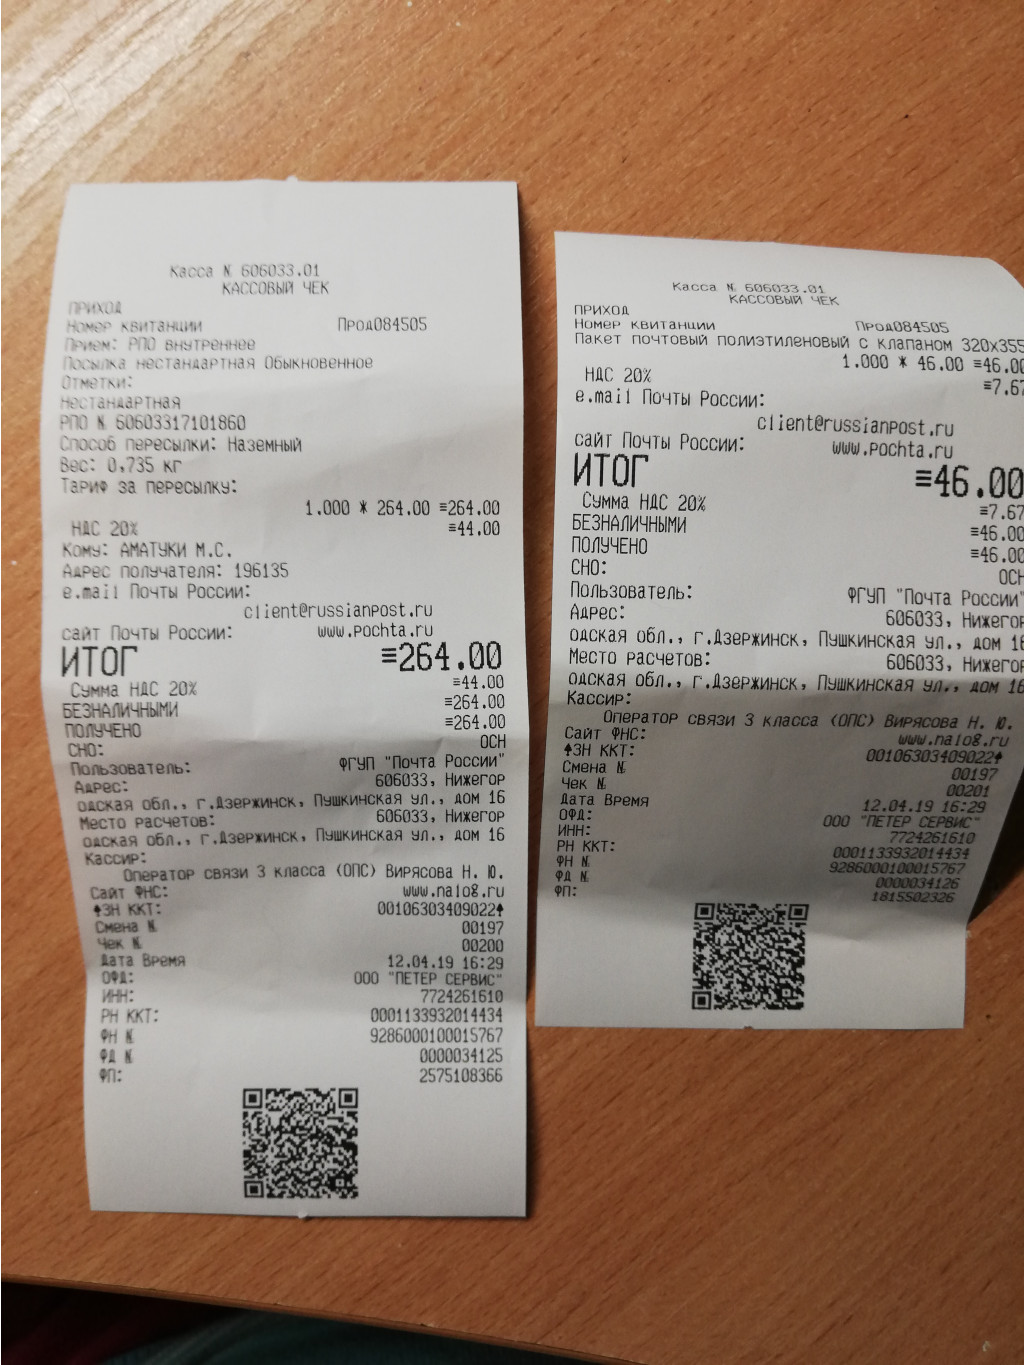 Касса № 606033.01
КАССОВЫЙ ЧЕК
ПРИХОД
Номер квитанции Прод084505
Прием: РПО внутреннее
Посылка нестандартная Обыкновенное
Отметки:
Нестандартная
РПО № 60603317101860
Способ пересылки: Наземный
Вес: 0,735 кг
Тариф за пересылку:
1.000 * 264.00 ≡264.00
НДС 20% ≡44.00
Кому: АМАТУКИ М.С.
Адрес получателя: 196135
e.mail Почты России:
client@russianpost.ru
сайт Почты России: www.pochta.ru
ИТОГ ≡264.00
Сумма НДС 20% ≡44.00
БЕЗНАЛИЧНЫМИ ≡264.00
ПОЛУЧЕНО ≡264.00
СНО: ОСН
Пользователь: ФГУП "Почта России"
Адрес: 606033, Нижегор
одская обл., г.Дзержинск, Пушкинская ул., дом 16
Место расчетов: 606033, Нижегор
одская обл., г.Дзержинск, Пушкинская ул., дом 16
Кассир:
Оператор связи 3 класса (ОПС) Вирясова Н. Ю.
Сайт ФНС: www.nalog.ru
ЗН ККТ: 00106303409022
Смена № 00197
Чек № 00200
Дата Время 12.04.19 16:29
ОФД: ООО "ПЕТЕР СЕРВИС"
ИНН: 7724261610
РН ККТ: 0001133932014434
ФН № 9286000100015767
ФД № 0000034125
ФП: 2575108366
Касса № 606033.01
КАССОВЫЙ ЧЕК
ПРИХОД
Номер квитанции Прод084505
Пакет почтовый полиэтиленовый с клапаном 320х355
1.000 * 46.00 ≡46.00
НДС 20% ≡7.67
e.mail Почты России:
client@russianpost.ru
сайт Почты России: www.pochta.ru
ИТОГ ≡46.00
Сумма НДС 20% ≡7.67
БЕЗНАЛИЧНЫМИ ≡46.00
ПОЛУЧЕНО ≡46.00
СНО: ОСН
Пользователь: ФГУП "Почта России"
Адрес: 606033, Нижегор
одская обл., г.Дзержинск, Пушкинская ул., дом 16
Место расчетов: 606033, Нижегор
одская обл., г.Дзержинск, Пушкинская ул., дом 16
Кассир:
Оператор связи 3 класса (ОПС) Вирясова Н. Ю.
Сайт ФНС: www.nalog.ru
ЗН ККТ: 00106303409022
Смена № 00197
Чек № 00201
Дата Время 12.04.19 16:29
ОФД: ООО "ПЕТЕР СЕРВИС"
ИНН: 7724261610
РН ККТ: 0001133932014434
ФН № 9286000100015767
ФД № 0000034126
ФП: 1815502326